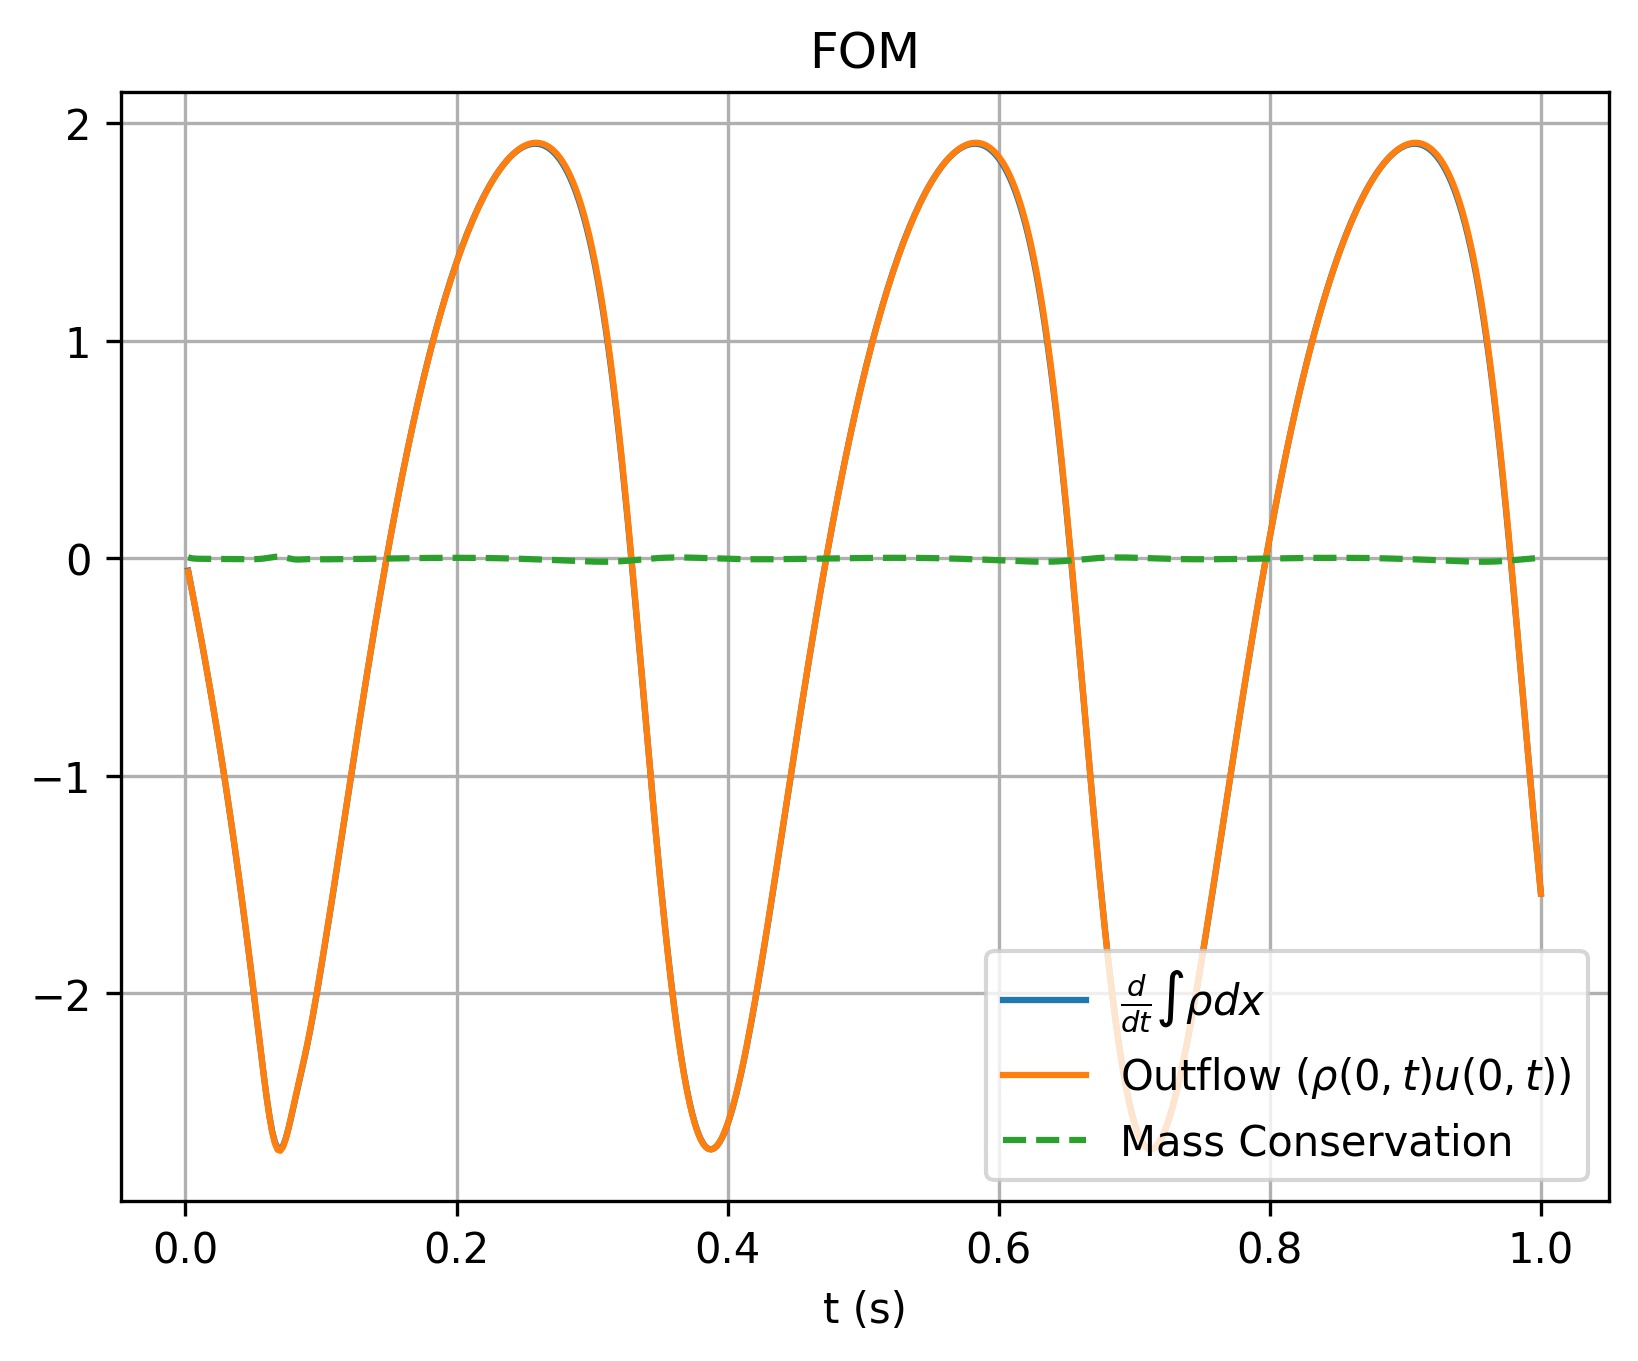 FOM
2
1
0
−1
−2
0.0 0.2 0.4 0.6 0.8 1.0
t (s)
d/dt ∫ρdx
Outflow (ρ(0, t)u(0, t))
Mass Conservation